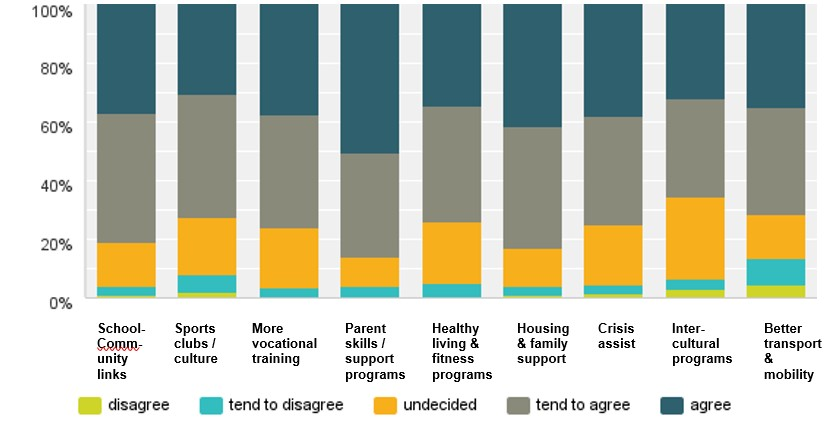 100%
80%
60%
40%
20%
0%
School-
Comm-
unity
links
Sports
clubs /
culture
More
vocational
training
Parent
skills /
support
programs
Healthy
living &
fitness
programs
Housing
& family
support
Crisis
assist
Inter-
cultural
programs
Better
transport
&
mobility
disagree
tend to disagree
undecided
tend to agree
agree